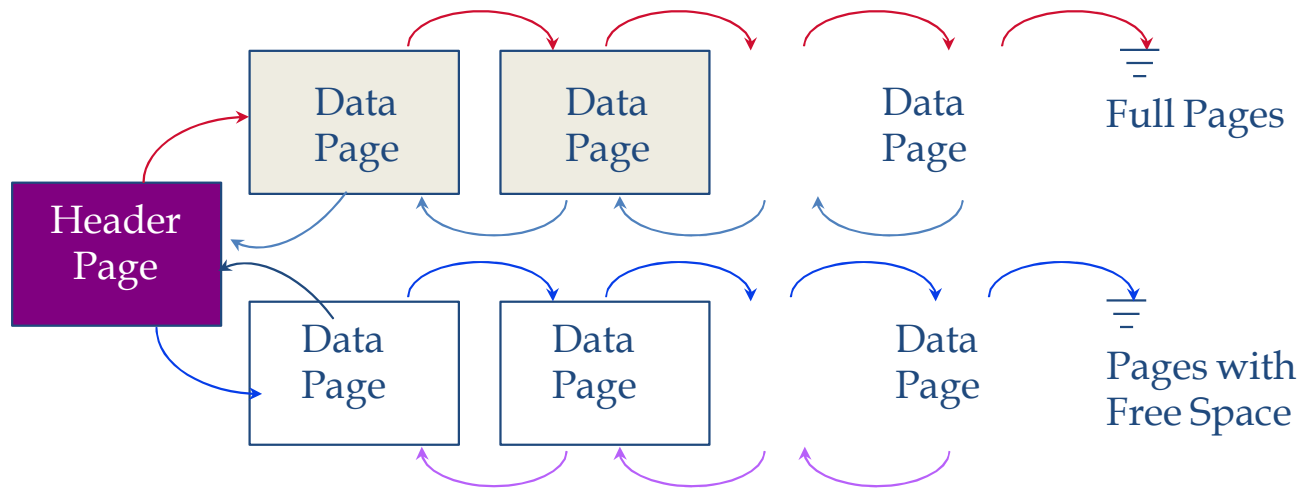 Data
Page
Data
Page
Data
Page
Full Pages
Header
Page
Data
Page
Data
Page
Data
Page
Pages with
Free Space